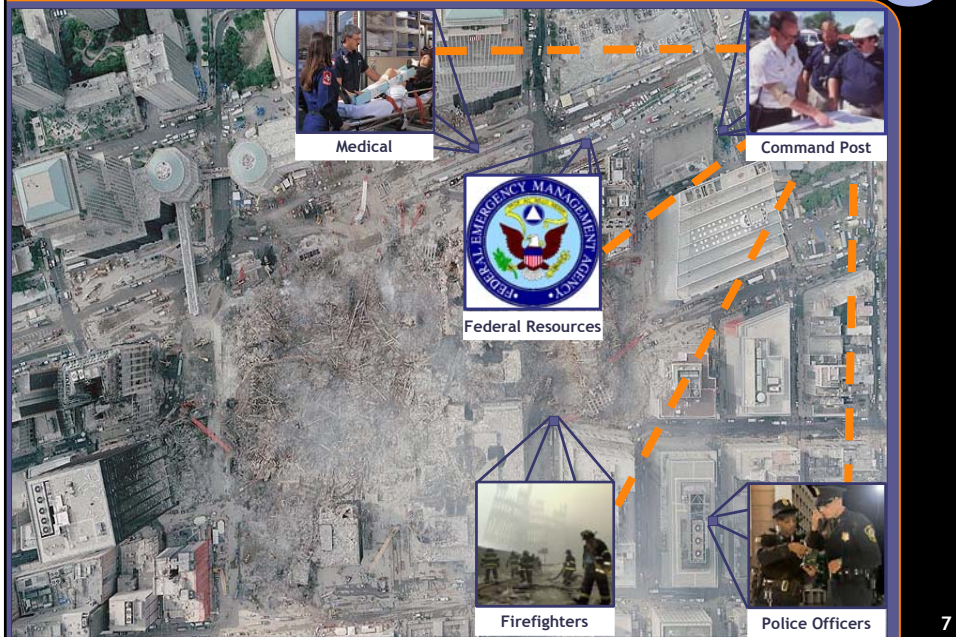 Medical
Command Post
FEDERAL EMERGENCY MANAGEMENT AGENCY
Federal Resources
Firefighters
Police Officers
7